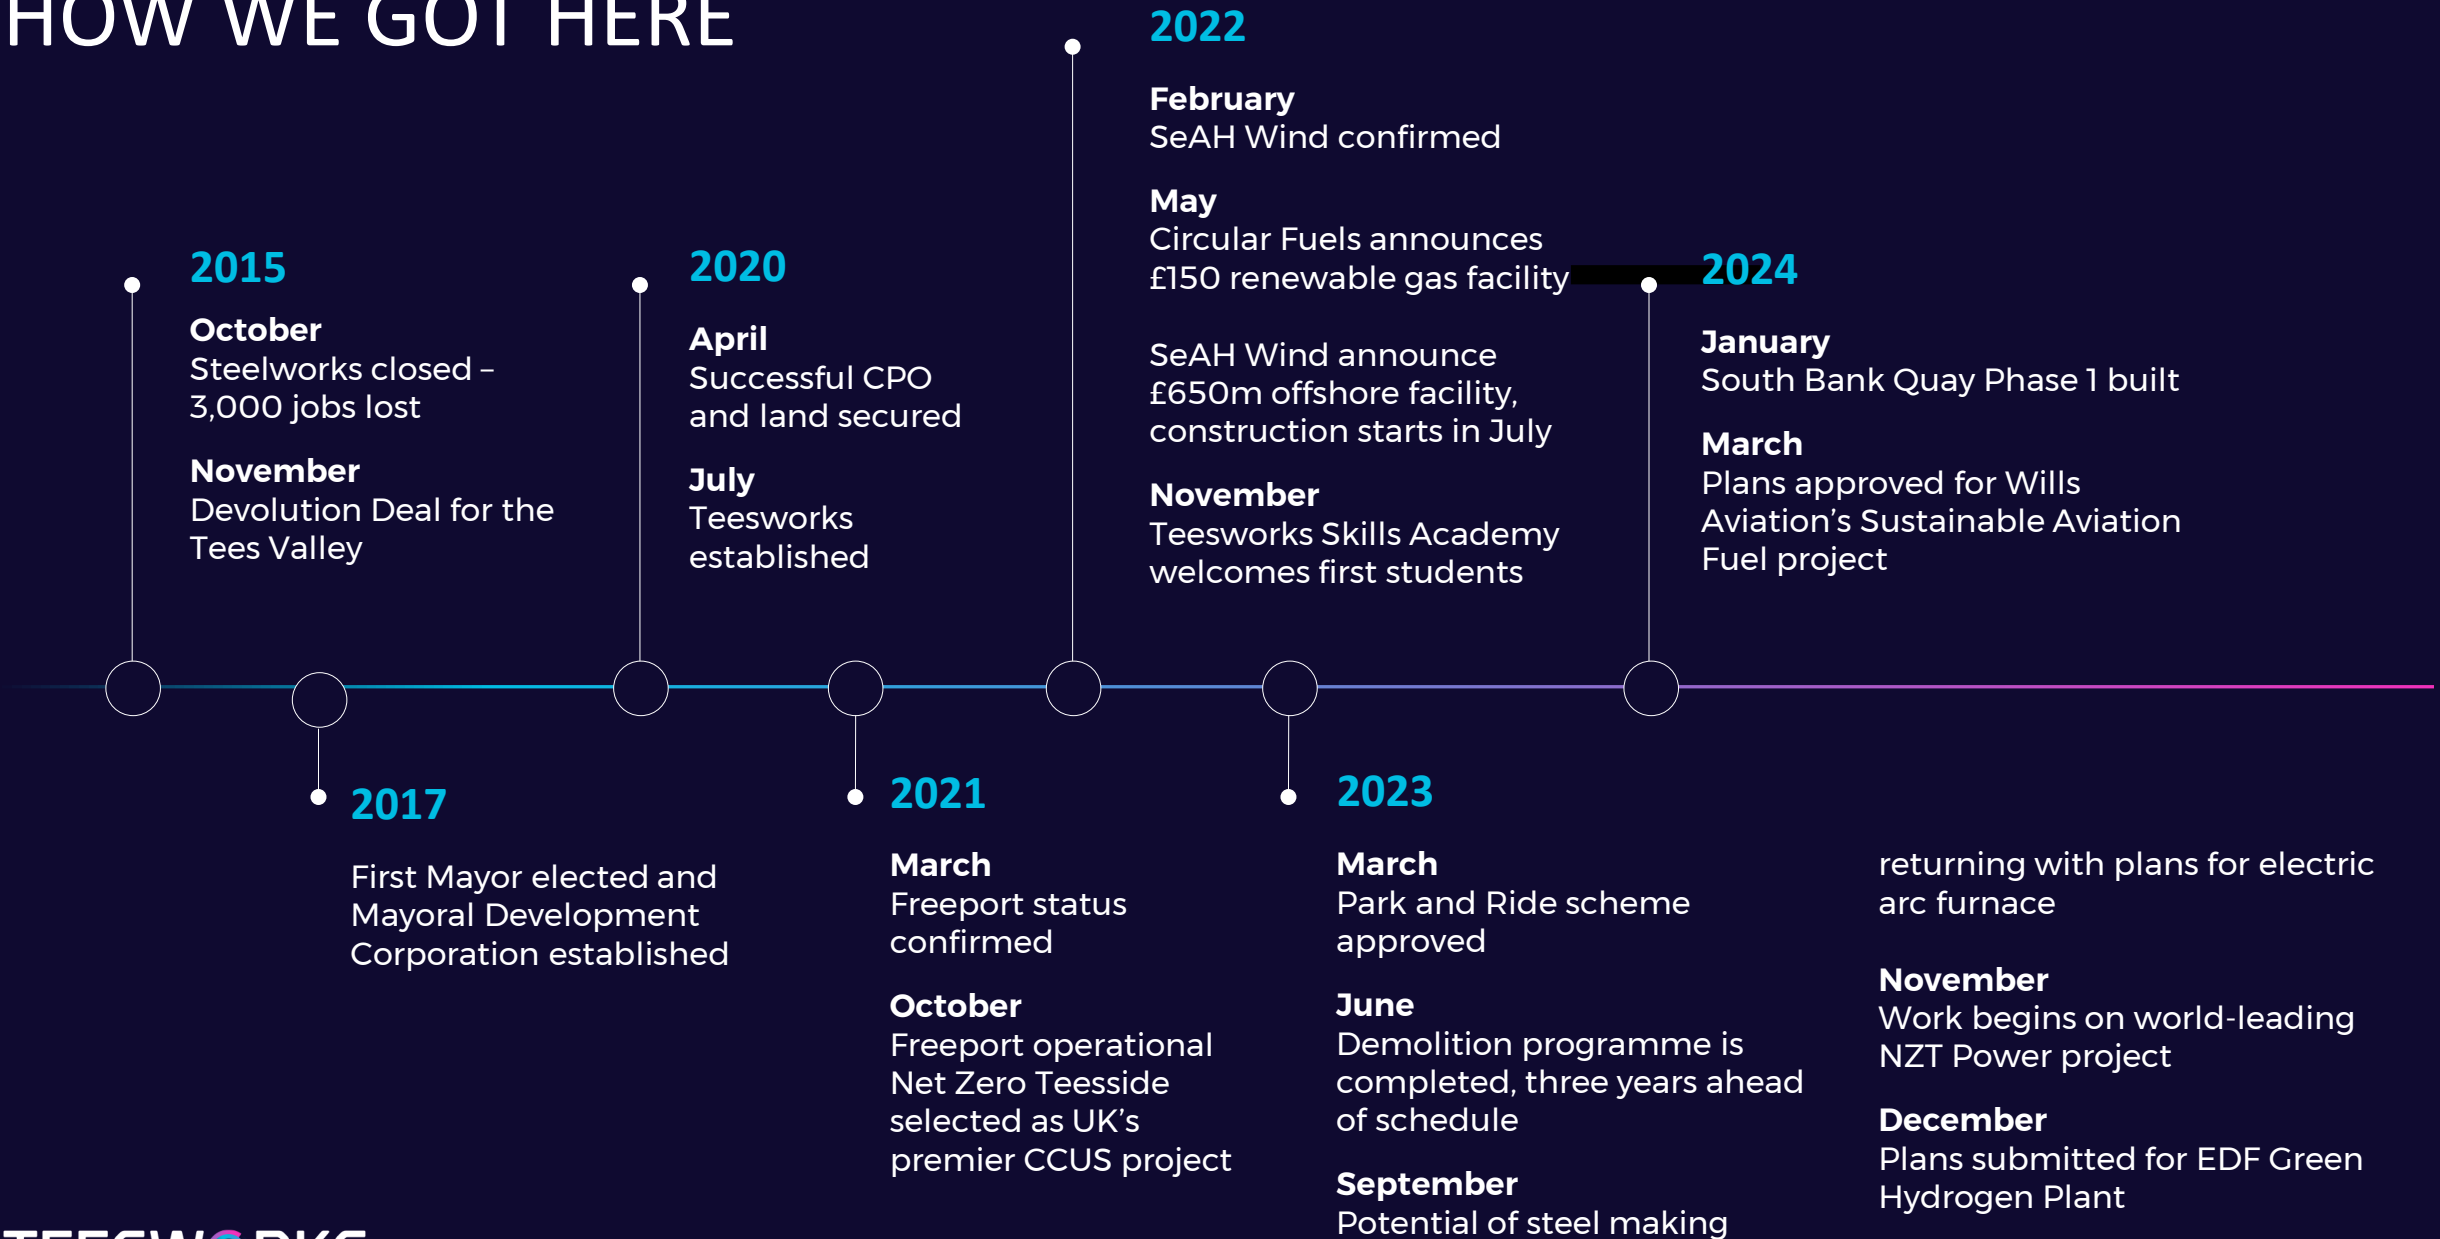 HOW WE GOT HERE
2015
October
Steelworks closed –
3,000 jobs lost
November
Devolution Deal for the
Tees Valley
2017
First Mayor elected and
Mayoral Development
Corporation established
2020
April
Successful CPO
and land secured
July
Teesworks
established
2021
March
Freeport status
confirmed
October
Freeport operational
Net Zero Teesside
selected as UK’s
premier CCUS project
2022
February
SeAH Wind confirmed
May
Circular Fuels announces
£150 renewable gas facility
SeAH Wind announce
£650m offshore facility,
construction starts in July
November
Teesworks Skills Academy
welcomes first students
2023
March
Park and Ride scheme
approved
June
Demolition programme is
completed, three years ahead
of schedule
September
Potential of steel making
returning with plans for electric
arc furnace
November
Work begins on world-leading
NZT Power project
December
Plans submitted for EDF Green
Hydrogen Plant
2024
January
South Bank Quay Phase 1 built
March
Plans approved for Wills
Aviation’s Sustainable Aviation
Fuel project
TEESWORKS